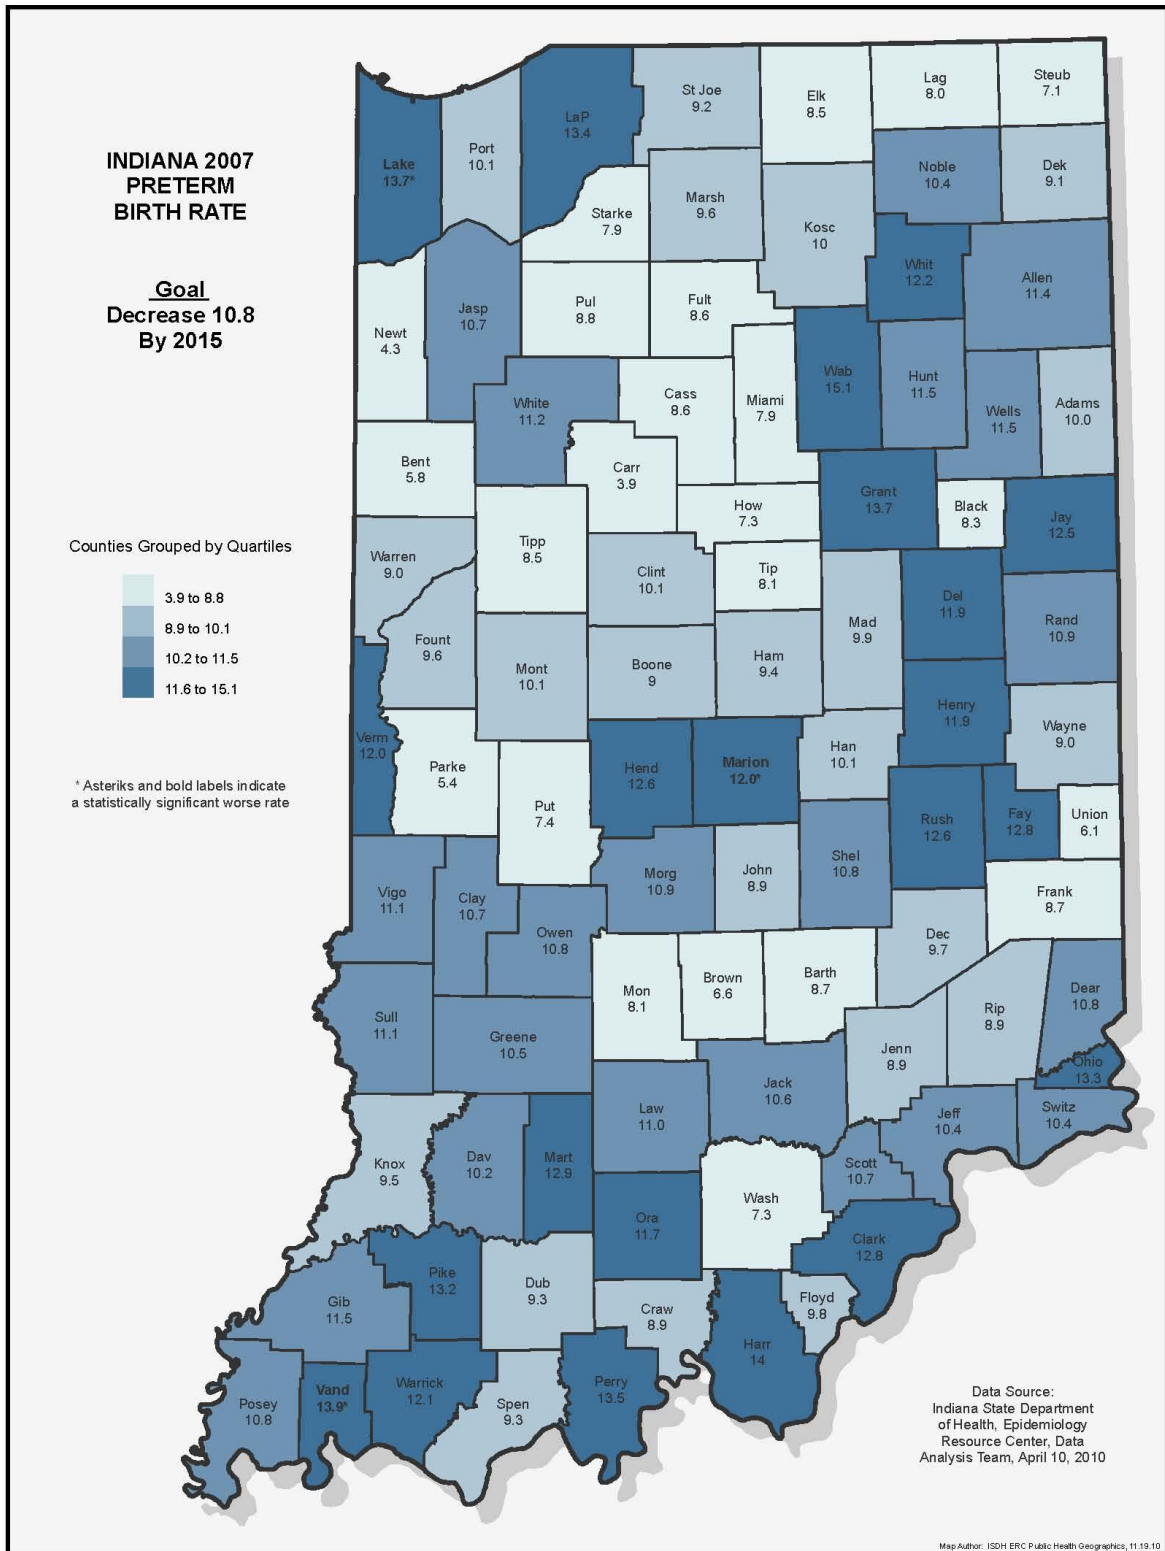 INDIANA 2007
PRETERM
BIRTH RATE
Goal
Decrease 10.8
By 2015
Counties Grouped by Quartiles
3.9 to 8.8
8.9 to 10.1
10.2 to 11.5
11.6 to 15.1
* Asteriks and bold labels indicate
a statistically significant worse rate
Lake
13.7*
Port
10.1
LaP
13.4
St Joe
9.2
Elk
8.5
Lag
8.0
Steub
7.1
Noble
10.4
Dek
9.1
Starke
7.9
Marsh
9.6
Kosc
10
Whit
12.2
Allen
11.4
Newt
4.3
Jasp
10.7
Pul
8.8
Fult
8.6
Wab
15.1
Hunt
11.5
Wells
11.5
Adams
10.0
White
11.2
Cass
8.6
Miami
7.9
Bent
5.8
Carr
3.9
How
7.3
Grant
13.7
Black
8.3
Jay
12.5
Warren
9.0
Tipp
8.5
Clint
10.1
Tip
8.1
Mad
9.9
Del
11.9
Rand
10.9
Fount
9.6
Mont
10.1
Boone
9
Ham
9.4
Henry
11.9
Wayne
9.0
Verm
12.0
Parke
5.4
Put
7.4
Hend
12.6
Marion
12.0*
Han
10.1
Rush
12.6
Fay
12.8
Union
6.1
Vigo
11.1
Clay
10.7
Owen
10.8
Morg
10.9
John
8.9
Shel
10.8
Frank
8.7
Dec
9.7
Mon
8.1
Brown
6.6
Barth
8.7
Rip
8.9
Dear
10.8
Sull
11.1
Greene
10.5
Jenn
8.9
Ohio
13.3
Jack
10.6
Law
11.0
Jeff
10.4
Switz
10.4
Knox
9.5
Dav
10.2
Mart
12.9
Scott
10.7
Wash
7.3
Ora
11.7
Clark
12.8
Pike
13.2
Dub
9.3
Gib
11.5
Craw
8.9
Floyd
9.8
Harr
14
Posey
10.8
Vand
13.9*
Warrick
12.1
Spen
9.3
Perry
13.5
Data Source:
Indiana State Department
of Health, Epidemiology
Resource Center, Data
Analysis Team, April 10, 2010
Map Author: ISDH ERC Public Health Geographics, 11.19.10